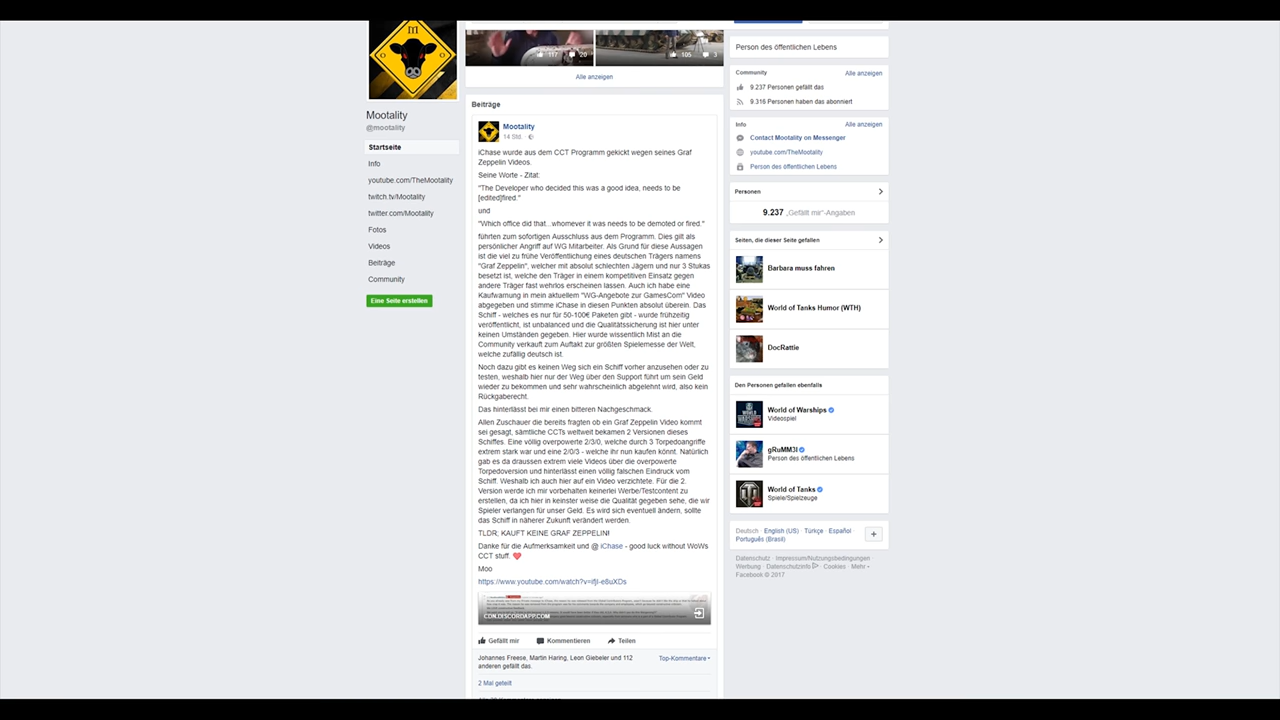 M
O O
Mootality
@mootality
Startseite
Info
youtube.com/TheMootality
twitch.tv/Mootality
twitter.com/Mootality
Fotos
Videos
Beiträge
Community
Eine Seite erstellen
117 20
105 3
Alle anzeigen
Beiträge
Mootality
14 Std. ·
iChase wurde aus dem CCT Programm gekickt wegen seines Graf
Zeppelin Videos.
Seine Worte - Zitat:
"The Developer who decided this was a good idea, needs to be
[edited]fired."
und
"Which office did that...whomever it was needs to be demoted or fired."
führten zum sofortigen Ausschluss aus dem Programm. Dies gilt als
persönlicher Angriff auf WG Mitarbeiter. Als Grund für diese Aussagen
ist die viel zu frühe Veröffentlichung eines deutschen Trägers namens
"Graf Zeppelin", welcher mit absolut schlechten Jägern und nur 3 Stukas
besetzt ist, welche den Träger in einem kompetitiven Einsatz gegen
andere Träger fast wehrlos erscheinen lassen. Auch ich habe eine
Kaufwarnung in mein aktuellem "WG-Angebote zur GamesCom" Video
abgegeben und stimme iChase in diesen Punkten absolut überein. Das
Schiff - welches es nur für 50-100€ Paketen gibt - wurde frühzeitig
veröffentlicht, ist unbalanced und die Qualitätssicherung ist hier unter
keinen Umständen gegeben. Hier wurde wissentlich Mist an die
Community verkauft zum Auftakt zur größten Spielemesse der Welt,
welche zufällig deutsch ist.
Noch dazu gibt es keinen Weg sich ein Schiff vorher anzusehen oder zu
testen, weshalb hier nur der Weg über den Support führt um sein Geld
wieder zu bekommen und sehr wahrscheinlich abgelehnt wird, also kein
Rückgaberecht.
Das hinterlässt bei mir einen bitteren Nachgeschmack.
Allen Zuschauer die bereits fragten ob ein Graf Zeppelin Video kommt
sei gesagt, sämtliche CCTs weltweit bekamen 2 Versionen dieses
Schiffes. Eine völlig overpowerte 2/3/0, welche durch 3 Torpedoangriffe
extrem stark war und eine 2/0/3 - welche ihr nun kaufen könnt. Natürlich
gab es da draussen extrem viele Videos über die overpowerte
Torpedoversion und hinterlässt einen völlig falschen Eindruck vom
Schiff. Weshalb ich auch hier auf ein Video verzichtete. Für die 2.
Version werde ich mir vorbehalten keinerlei Werbe/Testcontent zu
erstellen, da ich hier in keinster weise die Qualität gegeben sehe, die wir
Spieler verlangen für unser Geld. Es wird sich eventuell ändern, sollte
das Schiff in näherer Zukunft verändert werden.
TLDR; KAUFT KEINE GRAF ZEPPELIN!
Danke für die Aufmerksamkeit und @ iChase - good luck without WoWs
CCT stuff. ❤
Moo
https://www.youtube.com/watch?v=ifjI-e8uXDs
CDN.DISCORDAPP.COM
Gefällt mir Kommentieren Teilen
Johannes Freese, Martin Haring, Leon Giebeler und 112
anderen gefällt das.
Top-Kommentare
2 Mal geteilt
Person des öffentlichen Lebens
Community Alle anzeigen
9 237 Personen gefällt das
9.316 Personen haben das abonniert
Info Alle anzeigen
Contact Mootality on Messenger
youtube.com/TheMootality
Person des öffentlichen Lebens
Personen
9.237 „Gefällt mir"-Angaben
Seiten, die dieser Seite gefallen
Barbara muss fahren
World of Tanks Humor (WTH)
DocRattie
Den Personen gefallen ebenfalls
World of Warships
Videospiel
gRuMM3l
Person des öffentlichen Lebens
World of Tanks
Spiele/Spielzeuge
Deutsch · English (US) · Türkçe · Español ·
Português (Brasil)
Datenschutz · Impressum/Nutzungsbedingungen ·
Werbung · Datenschutzinfo · Cookies · Mehr
Facebook © 2017